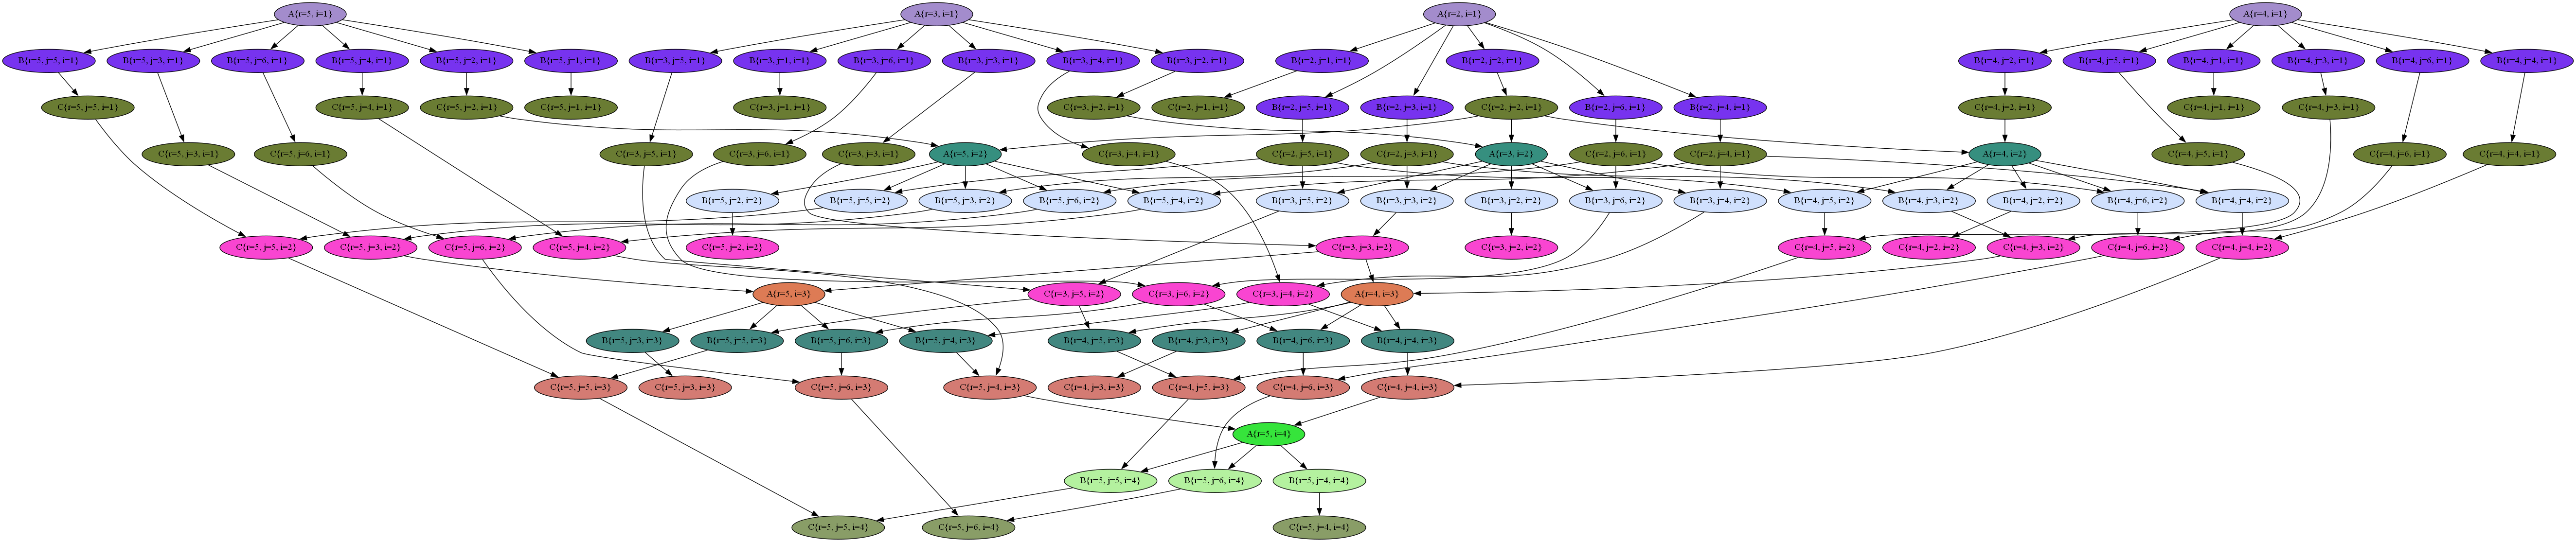 A{r=5, i=1}
A{r=3, i=1}
A{r=2, i=1}
A{r=4, i=1}
B{r=5, j=5, i=1}
B{r=5, j=3, i=1}
B{r=5, j=6, i=1}
B{r=5, j=4, i=1}
B{r=5, j=2, i=1}
B{r=5, j=1, i=1}
B{r=3, j=5, i=1}
B{r=3, j=1, i=1}
B{r=3, j=6, i=1}
B{r=3, j=3, i=1}
B{r=3, j=4, i=1}
B{r=3, j=2, i=1}
B{r=2, j=1, i=1}
B{r=2, j=2, i=1}
B{r=4, j=2, i=1}
B{r=4, j=5, i=1}
B{r=4, j=1, i=1}
B{r=4, j=3, i=1}
B{r=4, j=6, i=1}
B{r=4, j=4, i=1}
C{r=5, j=5, i=1}
C{r=5, j=4, i=1}
C{r=5, j=2, i=1}
C{r=5, j=1, i=1}
C{r=3, j=1, i=1}
C{r=3, j=2, i=1}
C{r=2, j=1, i=1}
B{r=2, j=5, i=1}
B{r=2, j=3, i=1}
C{r=2, j=2, i=1}
B{r=2, j=6, i=1}
B{r=2, j=4, i=1}
C{r=4, j=2, i=1}
C{r=4, j=1, i=1}
C{r=4, j=3, i=1}
C{r=5, j=3, i=1}
C{r=5, j=6, i=1}
C{r=3, j=5, i=1}
C{r=3, j=6, i=1}
C{r=3, j=3, i=1}
A{r=5, i=2}
C{r=3, j=4, i=1}
C{r=2, j=5, i=1}
C{r=2, j=3, i=1}
A{r=3, i=2}
C{r=2, j=6, i=1}
C{r=2, j=4, i=1}
A{r=4, i=2}
C{r=4, j=5, i=1}
C{r=4, j=6, i=1}
C{r=4, j=4, i=1}
B{r=5, j=2, i=2}
B{r=5, j=5, i=2}
B{r=5, j=3, i=2}
B{r=5, j=6, i=2}
B{r=5, j=4, i=2}
B{r=3, j=5, i=2}
B{r=3, j=3, i=2}
B{r=3, j=2, i=2}
B{r=3, j=6, i=2}
B{r=3, j=4, i=2}
B{r=4, j=5, i=2}
B{r=4, j=3, i=2}
B{r=4, j=2, i=2}
B{r=4, j=6, i=2}
B{r=4, j=4, i=2}
C{r=5, j=5, i=2}
C{r=5, j=3, i=2}
C{r=5, j=6, i=2}
C{r=5, j=4, i=2}
C{r=5, j=2, i=2}
C{r=3, j=3, i=2}
C{r=3, j=2, i=2}
C{r=4, j=5, i=2}
C{r=4, j=2, i=2}
C{r=4, j=3, i=2}
C{r=4, j=6, i=2}
C{r=4, j=4, i=2}
A{r=5, i=3}
C{r=3, j=5, i=2}
C{r=3, j=6, i=2}
C{r=3, j=4, i=2}
A{r=4, i=3}
B{r=5, j=3, i=3}
B{r=5, j=5, i=3}
B{r=5, j=6, i=3}
B{r=5, j=4, i=3}
B{r=4, j=5, i=3}
B{r=4, j=3, i=3}
B{r=4, j=6, i=3}
B{r=4, j=4, i=3}
C{r=5, j=5, i=3}
C{r=5, j=3, i=3}
C{r=5, j=6, i=3}
C{r=5, j=4, i=3}
C{r=4, j=3, i=3}
C{r=4, j=5, i=3}
C{r=4, j=6, i=3}
C{r=4, j=4, i=3}
A{r=5, i=4}
B{r=5, j=5, i=4}
B{r=5, j=6, i=4}
B{r=5, j=4, i=4}
C{r=5, j=5, i=4}
C{r=5, j=6, i=4}
C{r=5, j=4, i=4}